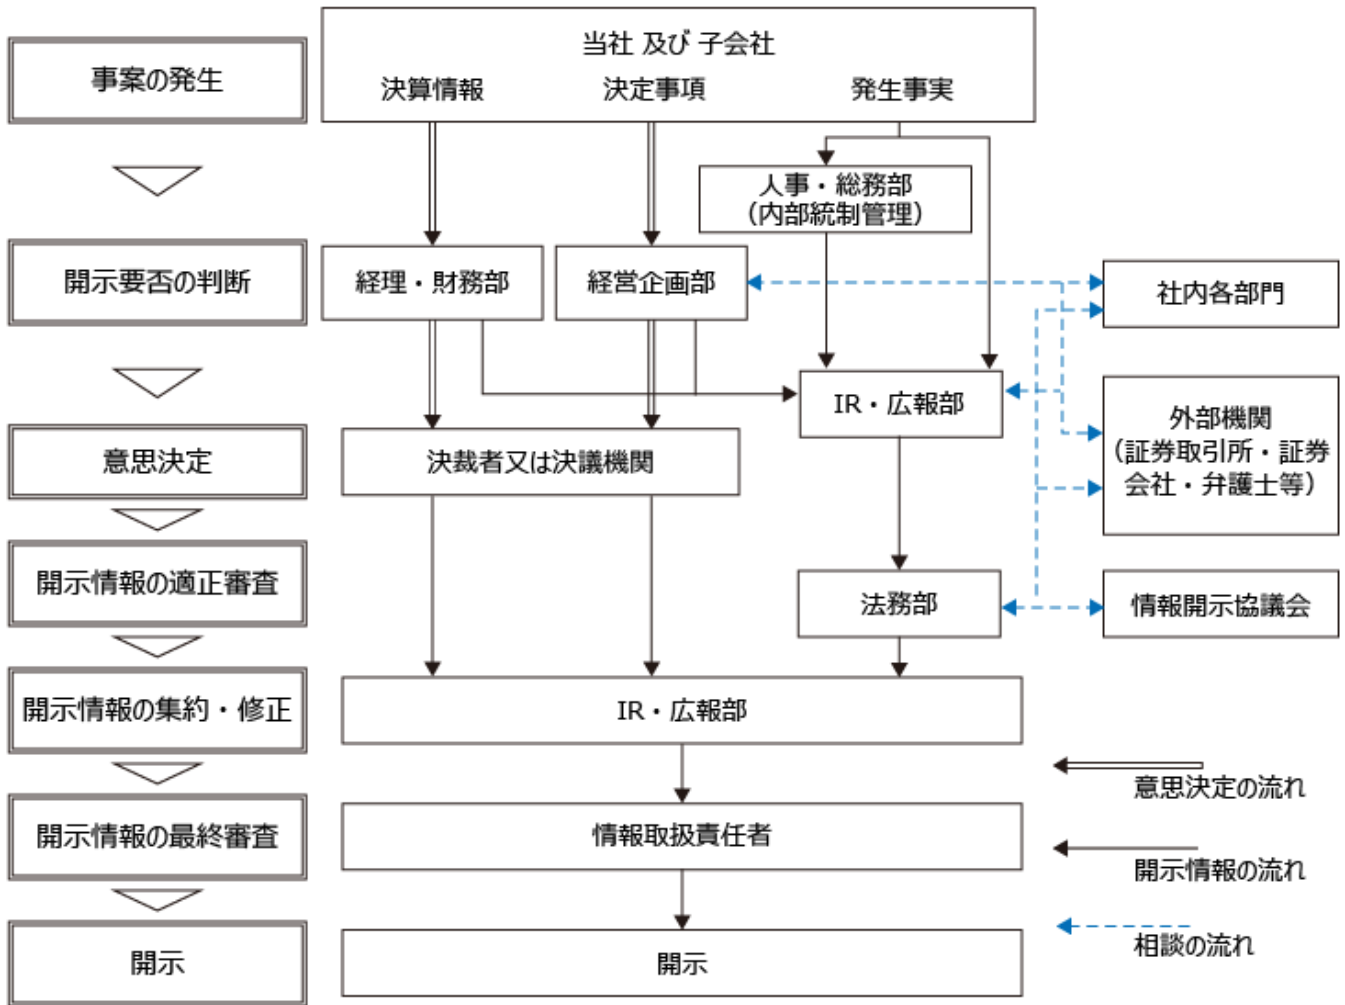 事案の発生
開示要否の判断
意思決定
開示情報の適正審査
開示情報の集約・修正
開示情報の最終審査
開示
当社 及び 子会社
決算情報
決定事項
発生事実
人事・総務部
（内部統制管理）
経理・財務部
経営企画部
社内各部門
IR・広報部
外部機関
（証券取引所・証券
会社・弁護士等）
決裁者又は決議機関
法務部
情報開示協議会
IR・広報部
情報取扱責任者
開示
意思決定の流れ
開示情報の流れ
相談の流れ